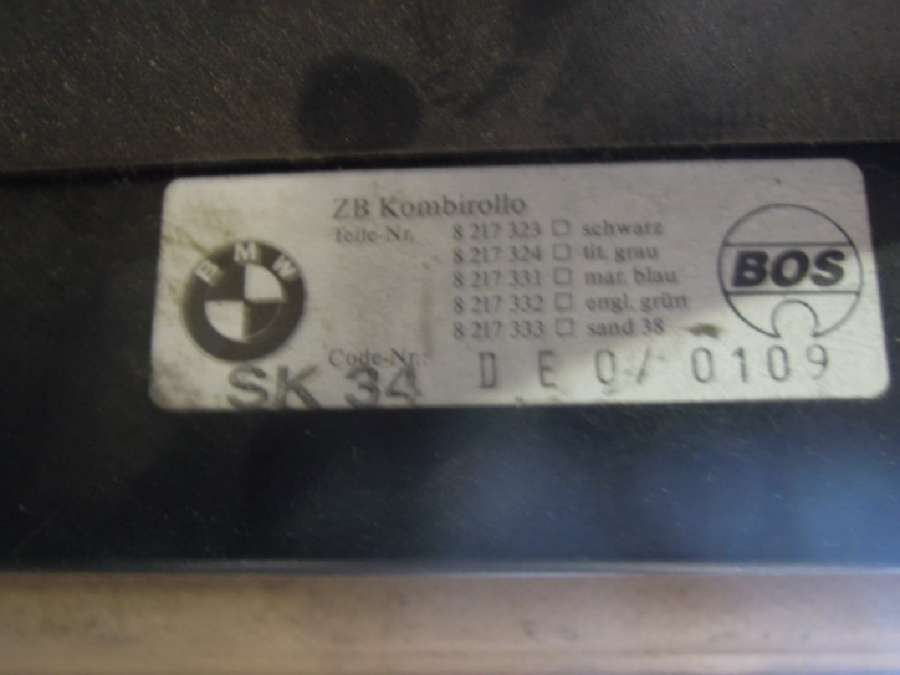 ZB Kombirollo
Teile-Nr. 8 217 323 ☐ schwarz
8 217 324 ☐ tit. grau
8 217 331 ☐ mar. blau
8 217 332 ☐ engl. grün
8 217 333 ☐ sand 38
Code-Nr.: D E 0/ 0109
SK 34
BMW
BOS